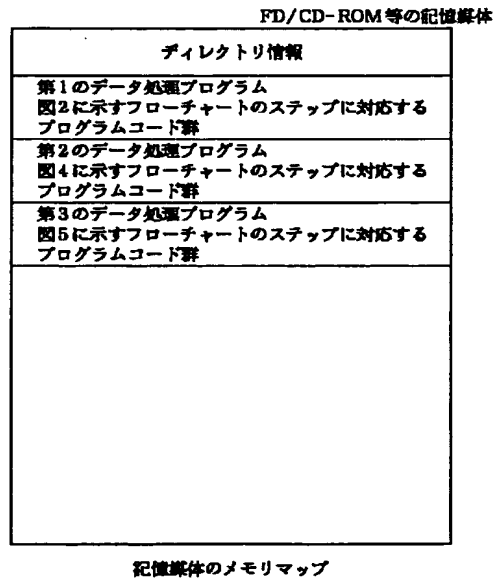 FD/CD-ROM等の記憶媒体
ディレクトリ情報
第1のデータ処理プログラム
図2に示すフローチャートのステップに対応する
プログラムコード群
第2のデータ処理プログラム
図4に示すフローチャートのステップに対応する
プログラムコード群
第3のデータ処理プログラム
図5に示すフローチャートのステップに対応する
プログラムコード群
記憶媒体のメモリマップ